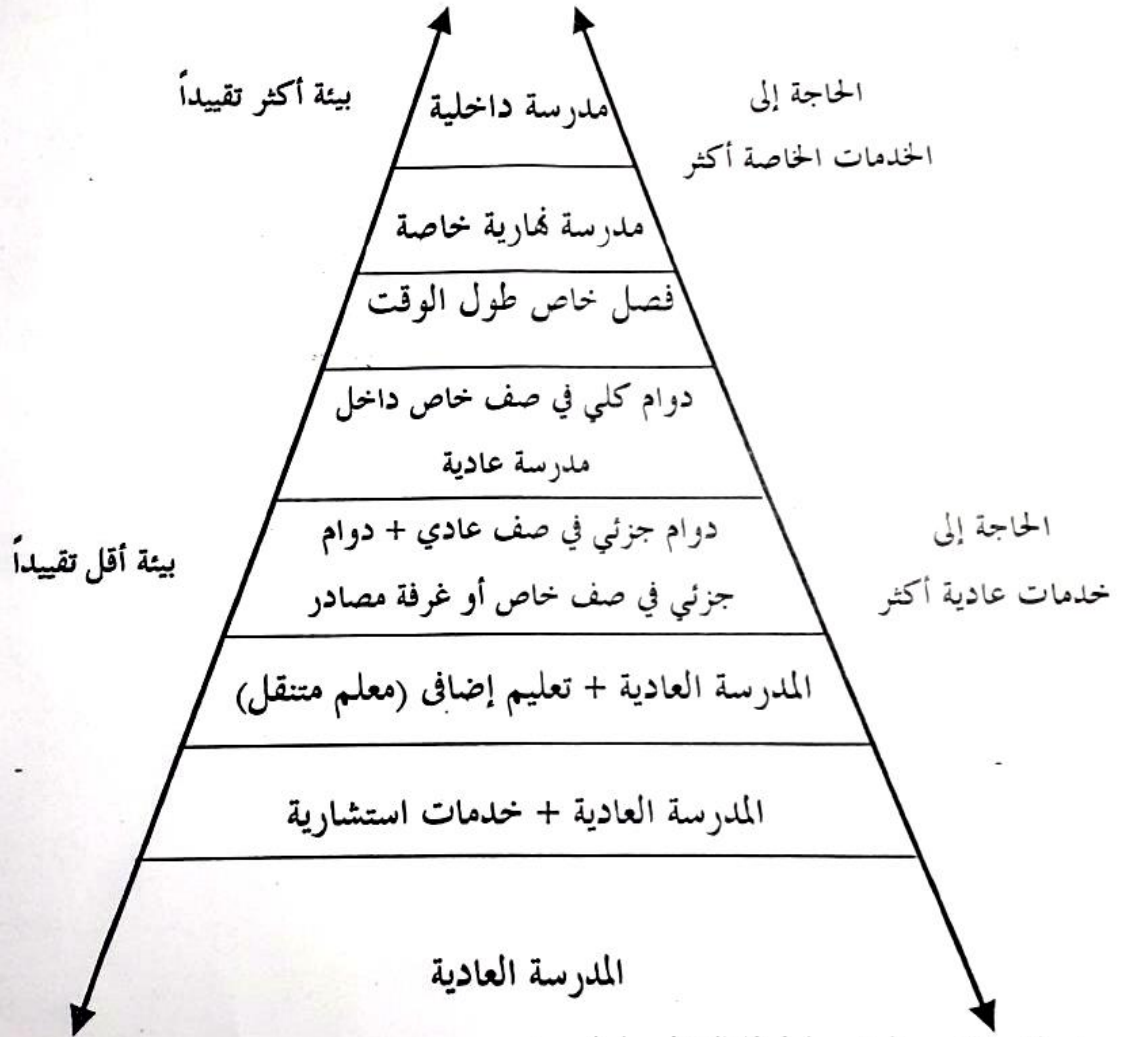 بيئة أكثر تقييداً
الحاجة إلى
الخدمات الخاصة أكثر
مدرسة داخلية
مدرسة نهارية خاصة
فصل خاص طول الوقت
دوام كلي في صف خاص داخل
مدرسة عادية
دوام جزئي في صف عادي + دوام
جزئي في صف خاص أو غرفة مصادر
بيئة أقل تقييداً
الحاجة إلى
خدمات عادية أكثر
المدرسة العادية + تعليم إضافى (معلم متنقل)
المدرسة العادية + خدمات استشارية
المدرسة العادية